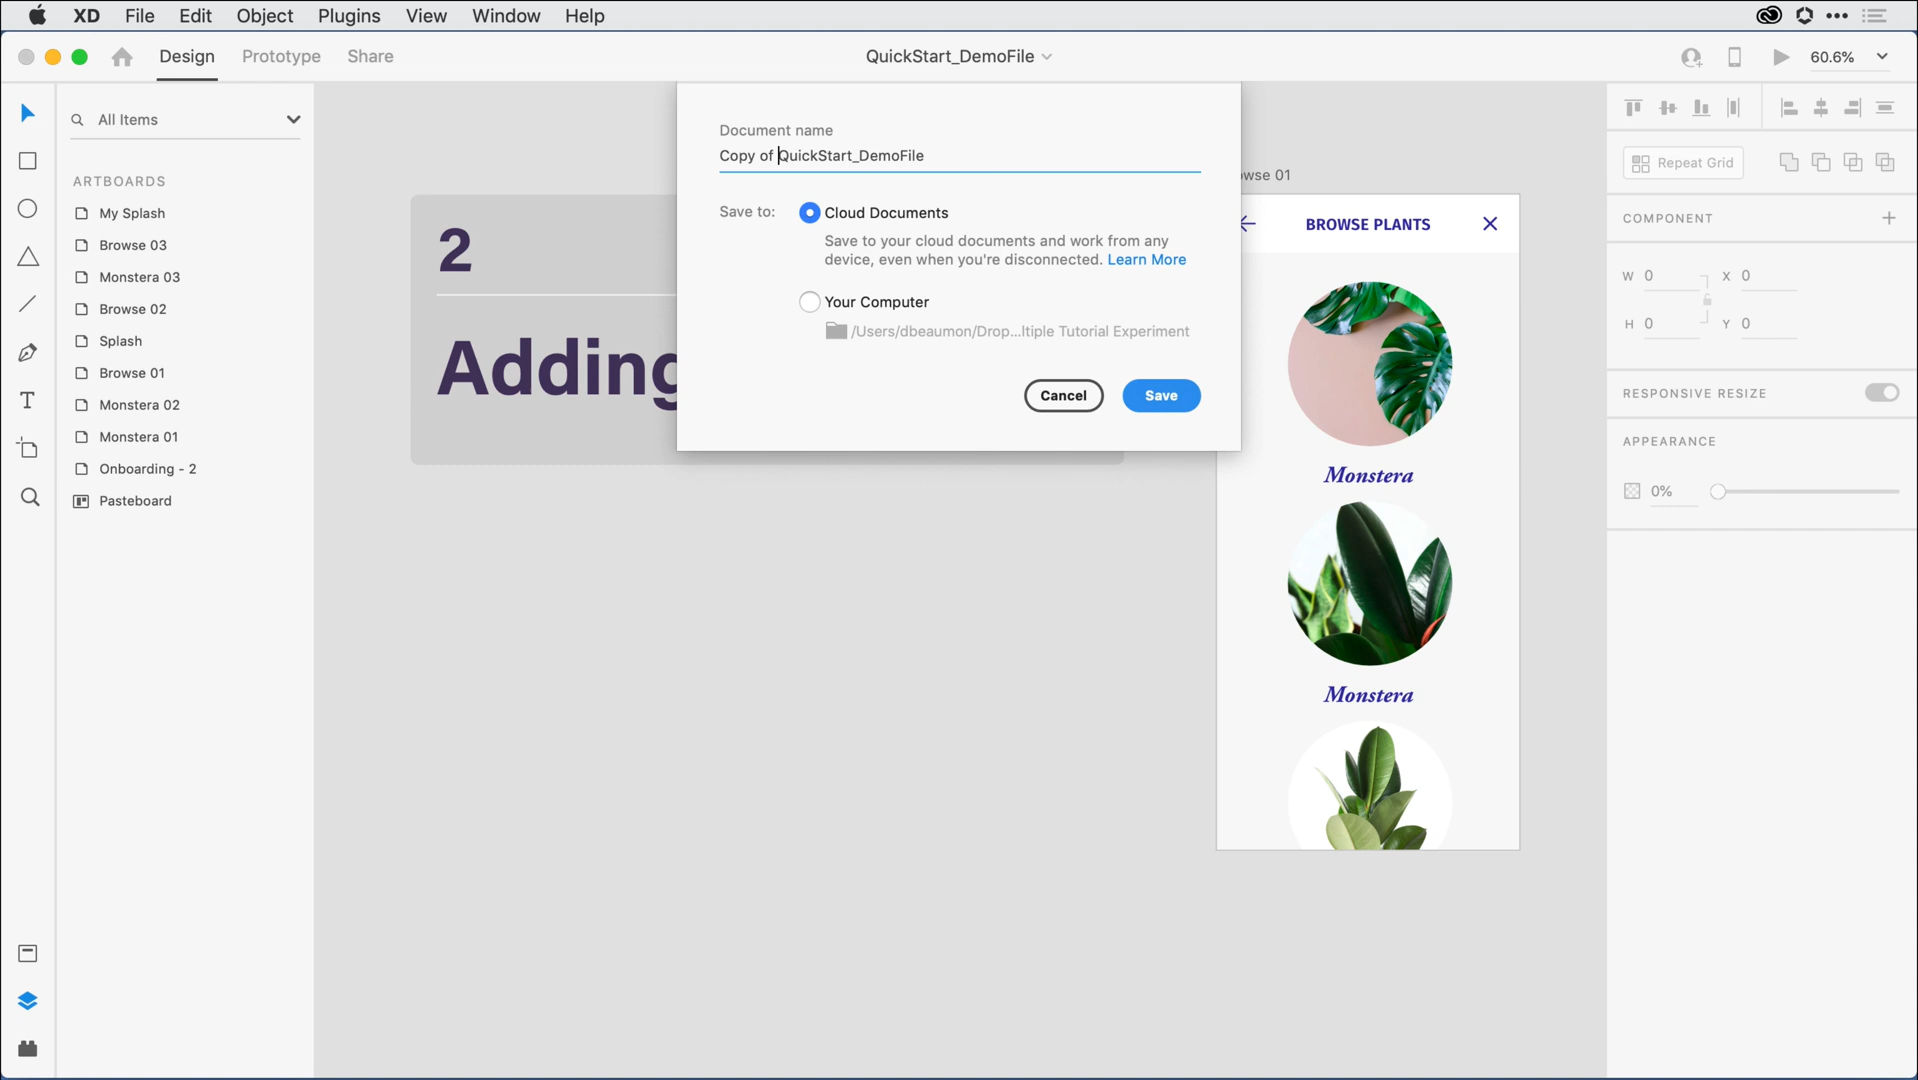 XD File Edit Object Plugins View Window Help
Design Prototype Share
QuickStart_DemoFile
60.6%
All Items
ARTBOARDS
My Splash
Browse 03
Monstera 03
Browse 02
Splash
Browse 01
Monstera 02
Monstera 01
Onboarding - 2
Pasteboard
2
Adding
Document name
Copy of QuickStart_DemoFile
Save to:
Cloud Documents
Save to your cloud documents and work from any
device, even when you're disconnected. Learn More
Your Computer
/Users/dbeaumon/Drop...ltiple Tutorial Experiment
Cancel
Save
owse 01
BROWSE PLANTS
Monstera
Monstera
Repeat Grid
COMPONENT
W 0 X 0
H 0 Y 0
RESPONSIVE RESIZE
APPEARANCE
0%